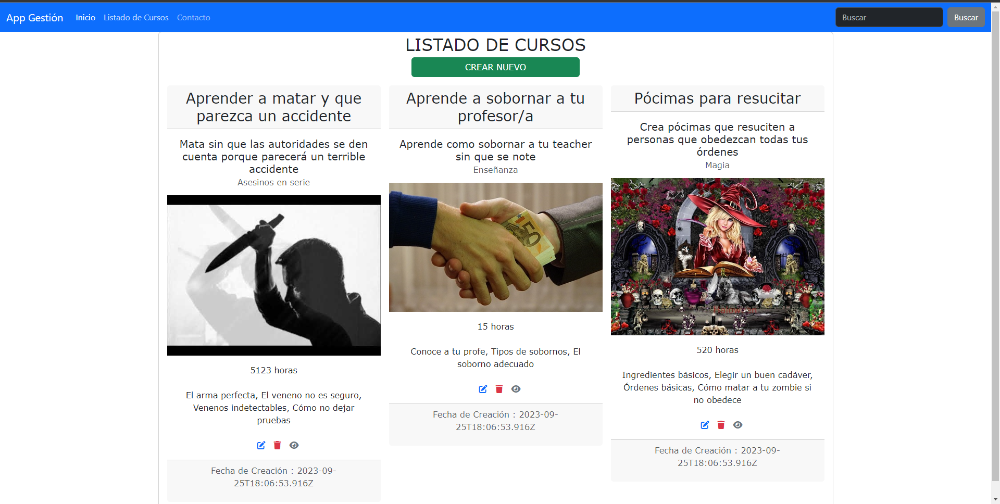 App Gestión
Inicio
Listado de Cursos
Contacto
Buscar
Buscar
LISTADO DE CURSOS
CREAR NUEVO
Aprender a matar y que
parezca un accidente
Mata sin que las autoridades se den
cuenta porque parecerá un terrible
accidente
Asesinos en serie
5123 horas
El arma perfecta, El veneno no es seguro,
Venenos indetectables, Cómo no dejar
pruebas
Fecha de Creación : 2023-09-
25T18:06:53.916Z
Aprende a sobornar a tu
profesor/a
Aprende como sobornar a tu teacher
sin que se note
Enseñanza
50
15 horas
Conoce a tu profe, Tipos de sobornos, El
soborno adecuado
Fecha de Creación : 2023-09-
25T18:06:53.916Z
Pócimas para resucitar
Crea pócimas que resuciten a
personas que obedezcan todas tus
órdenes
Magia
520 horas
Ingredientes básicos, Elegir un buen cadáver,
Órdenes básicas, Cómo matar a tu zombie si
no obedece
Fecha de Creación : 2023-09-
25T18:06:53.916Z